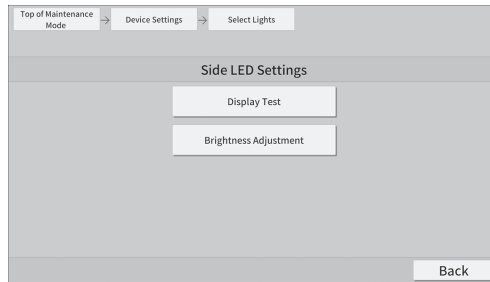 Top of Maintenance
Mode
→
Device Settings
→
Select Lights
Side LED Settings
Display Test
Brightness Adjustment
Back